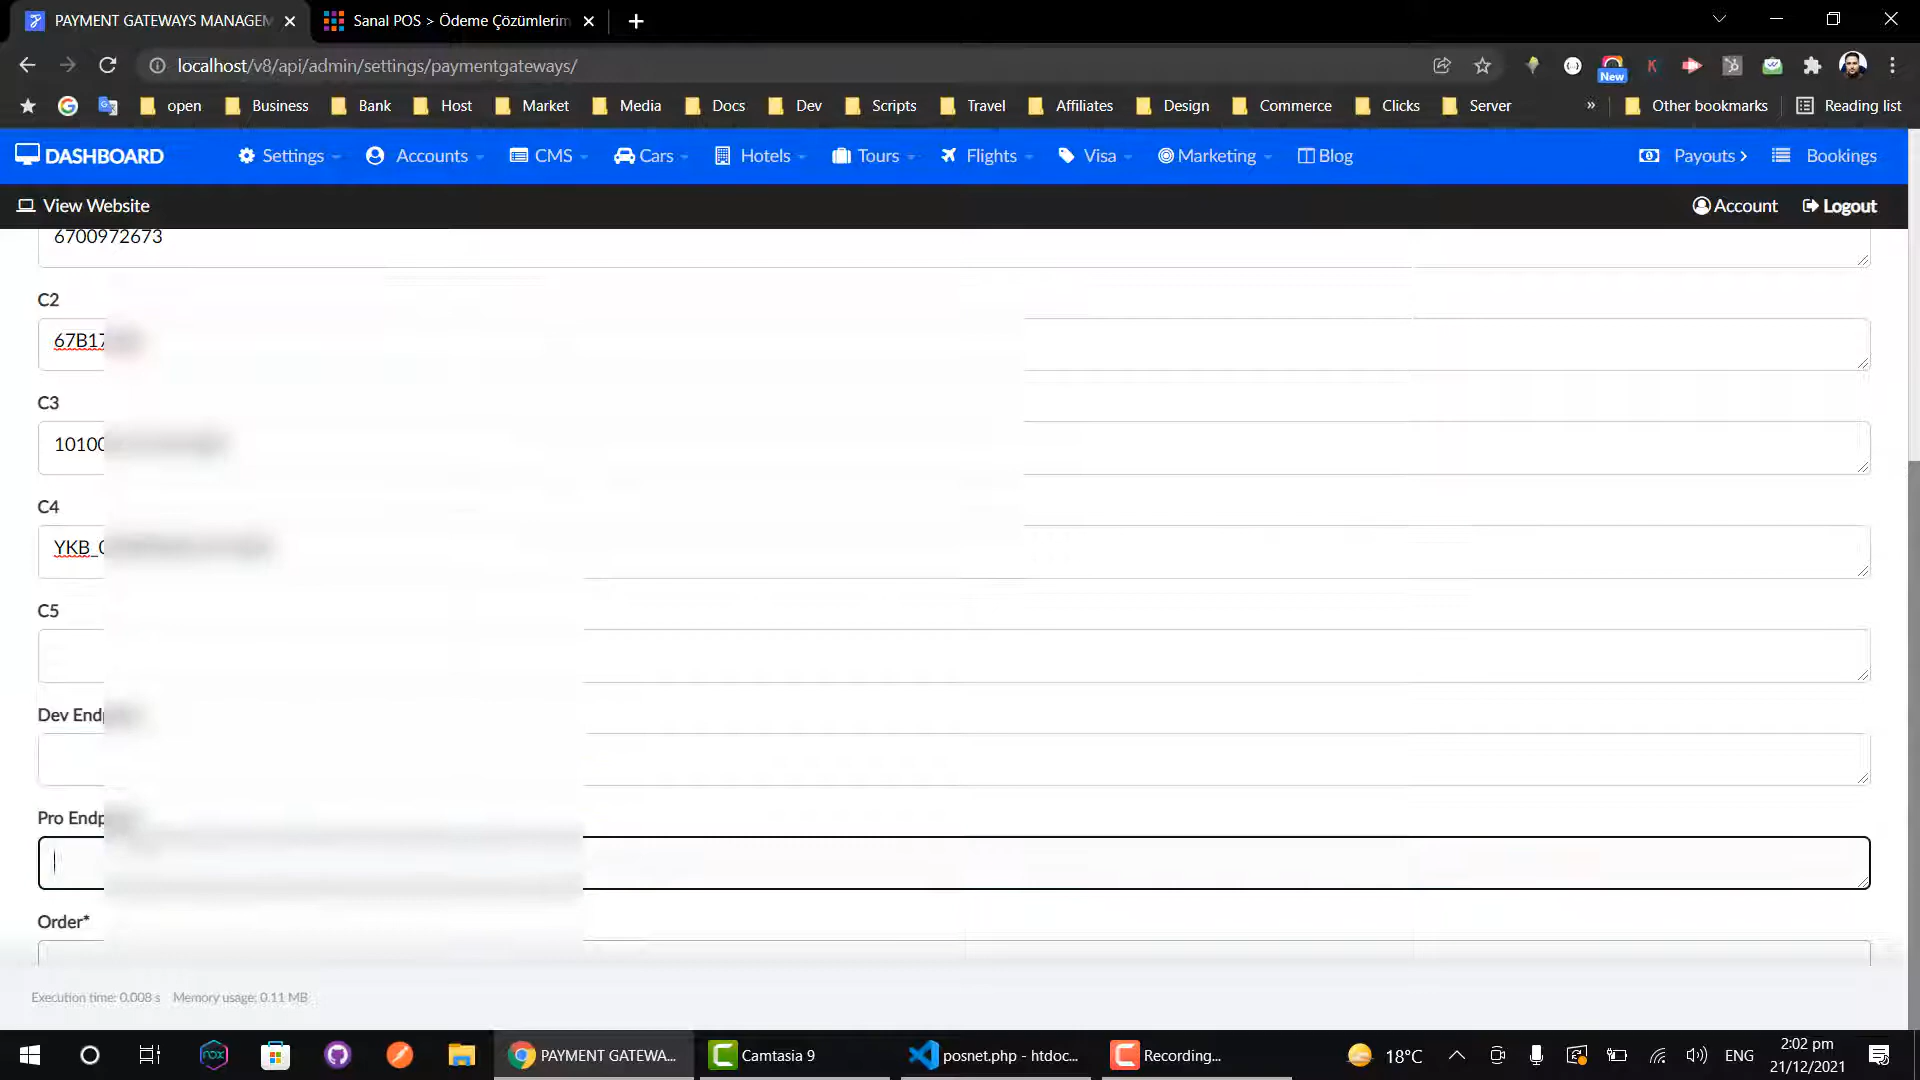 PAYMENT GATEWAYS MANAGEM
Sanal POS > Ödeme Çözümlerim
localhost/v8/api/admin/settings/paymentgateways/
New
open Business Bank Host Market Media Docs Dev Scripts Travel Affiliates Design Commerce Clicks Server » Other bookmarks Reading list
DASHBOARD Settings Accounts CMS Cars Hotels Tours Flights Visa Marketing Blog Payouts Bookings
View Website Account Logout
6700972673
C2
67B17
C3
10100
C4
YKB_
C5
Dev
Pro
Order*
Execution time: 0.008 s Memory usage: 0.11 MB
nox PAYMENT GATEWA... Camtasia 9 posnet.php - htdoc... Recording... 18°C ENG 2:02 pm
21/12/2021